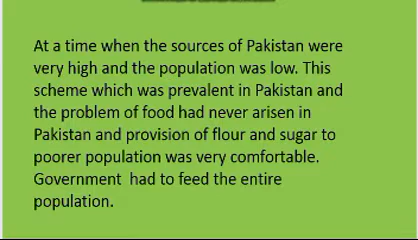 At a time when the sources of Pakistan were
very high and the population was low. This
scheme which was prevalent in Pakistan and
the problem of food had never arisen in
Pakistan and provision of flour and sugar to
poorer population was very comfortable.
Government  had to feed the entire
population.